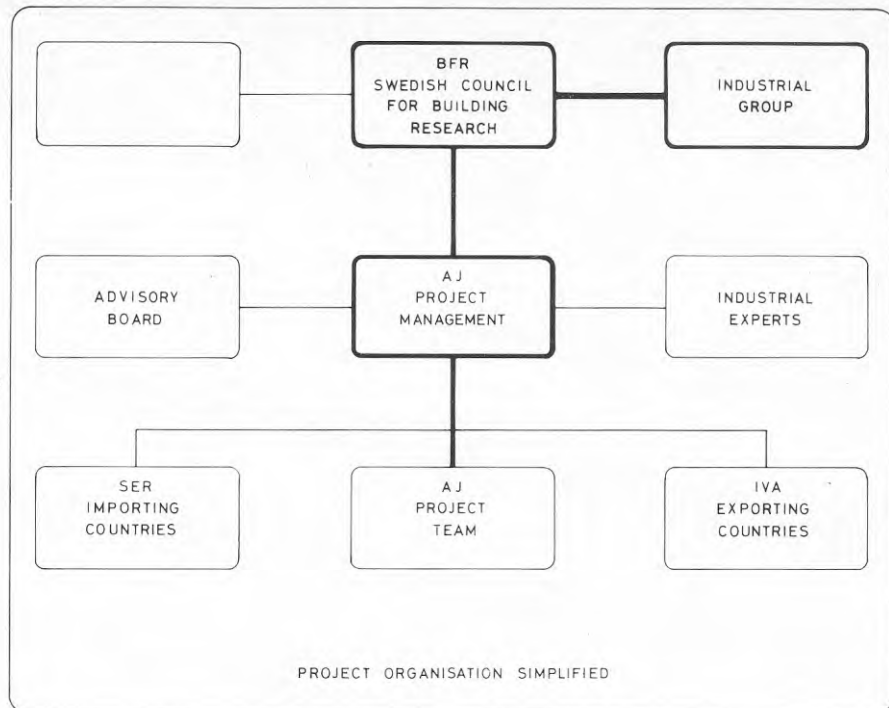 BFR
SWEDISH COUNCIL
FOR BUILDING
RESEARCH
INDUSTRIAL
GROUP
ADVISORY
BOARD
AJ
PROJECT
MANAGEMENT
INDUSTRIAL
EXPERTS
SER
IMPORTING
COUNTRIES
AJ
PROJECT
TEAM
IVA
EXPORTING
COUNTRIES
PROJECT ORGANISATION SIMPLIFIED